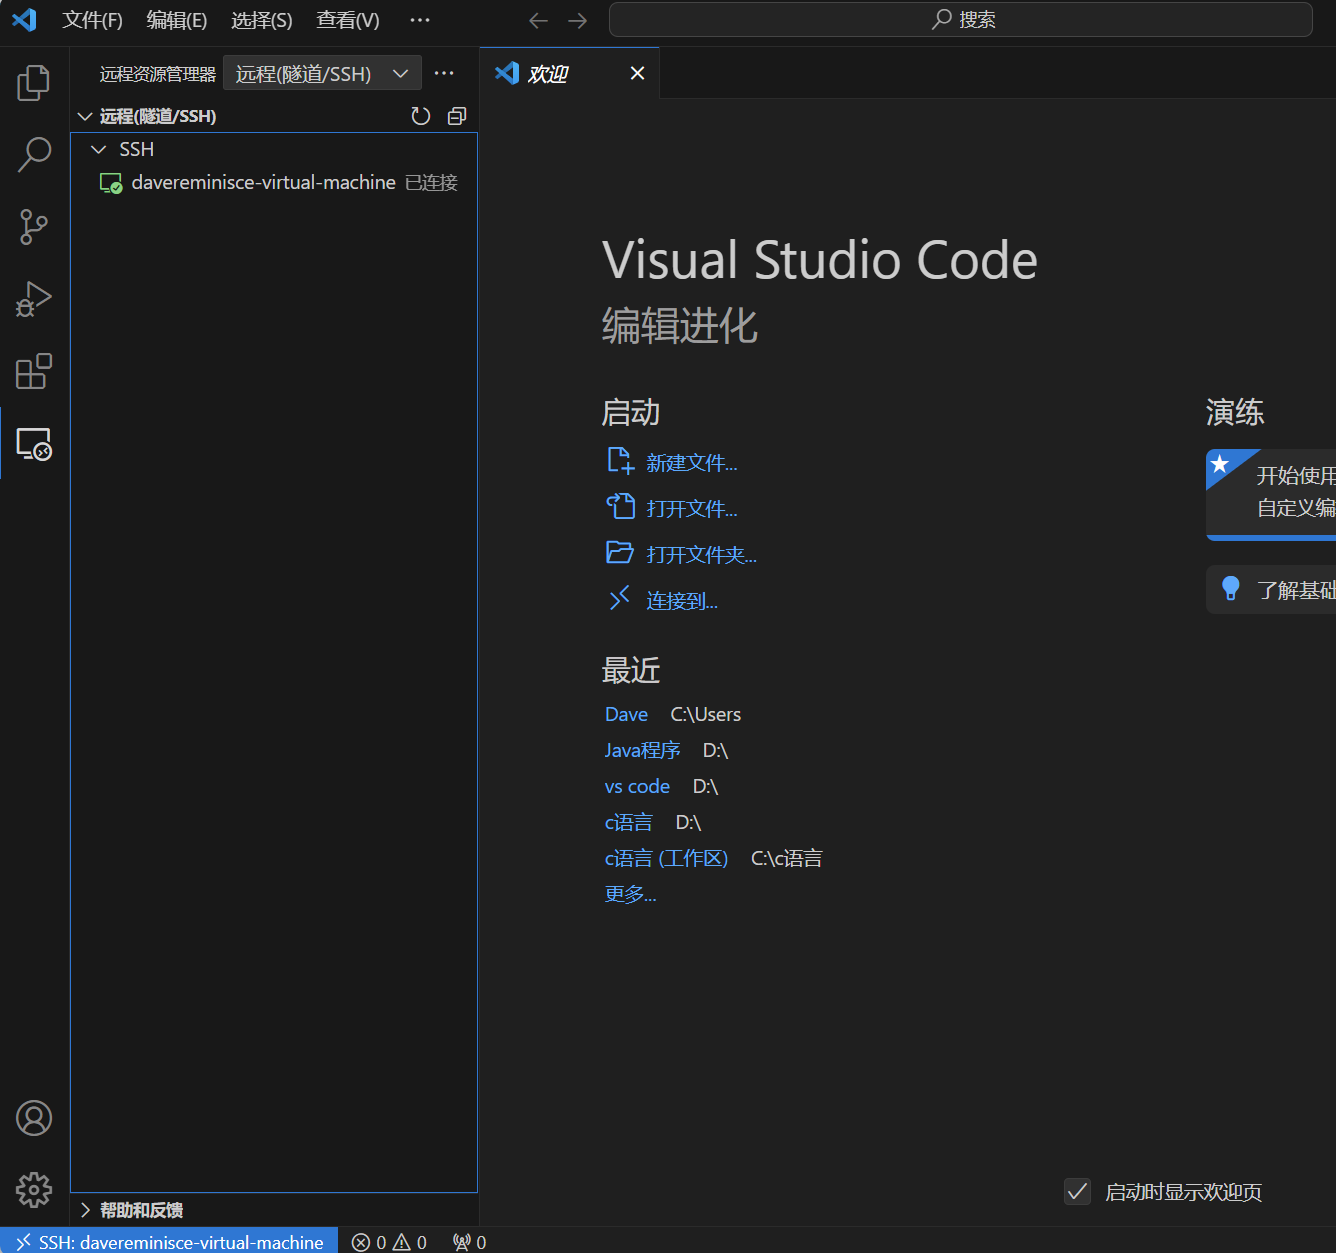 文件(F) 编辑(E) 选择(S) 查看(V) ··· 搜索
远程资源管理器 远程(隧道/SSH) ···
欢迎
远程(隧道/SSH)
SSH
davereminisce-virtual-machine 已连接
Visual Studio Code
编辑进化
启动
新建文件...
打开文件...
打开文件夹...
连接到...
最近
Dave C:\Users
Java程序 D:\
vs code D:\
c语言 D:\
c语言 (工作区) C:\c语言
更多...
演练
开始使用
自定义编
了解基础
启动时显示欢迎页
帮助和反馈
SSH: davereminisce-virtual-machine 0 0 0